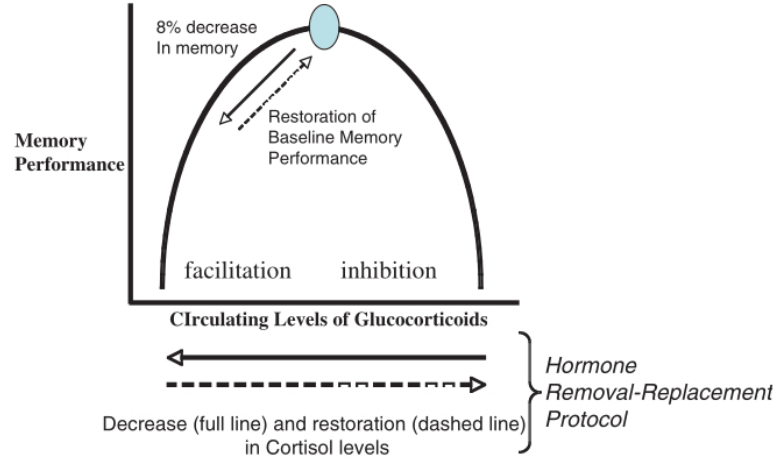 8% decrease
In memory
Restoration of
Baseline Memory
Performance
Memory
Performance
facilitation inhibition
CIrculating Levels of Glucocorticoids
Hormone
Removal-Replacement
Protocol
Decrease (full line) and restoration (dashed line)
in Cortisol levels